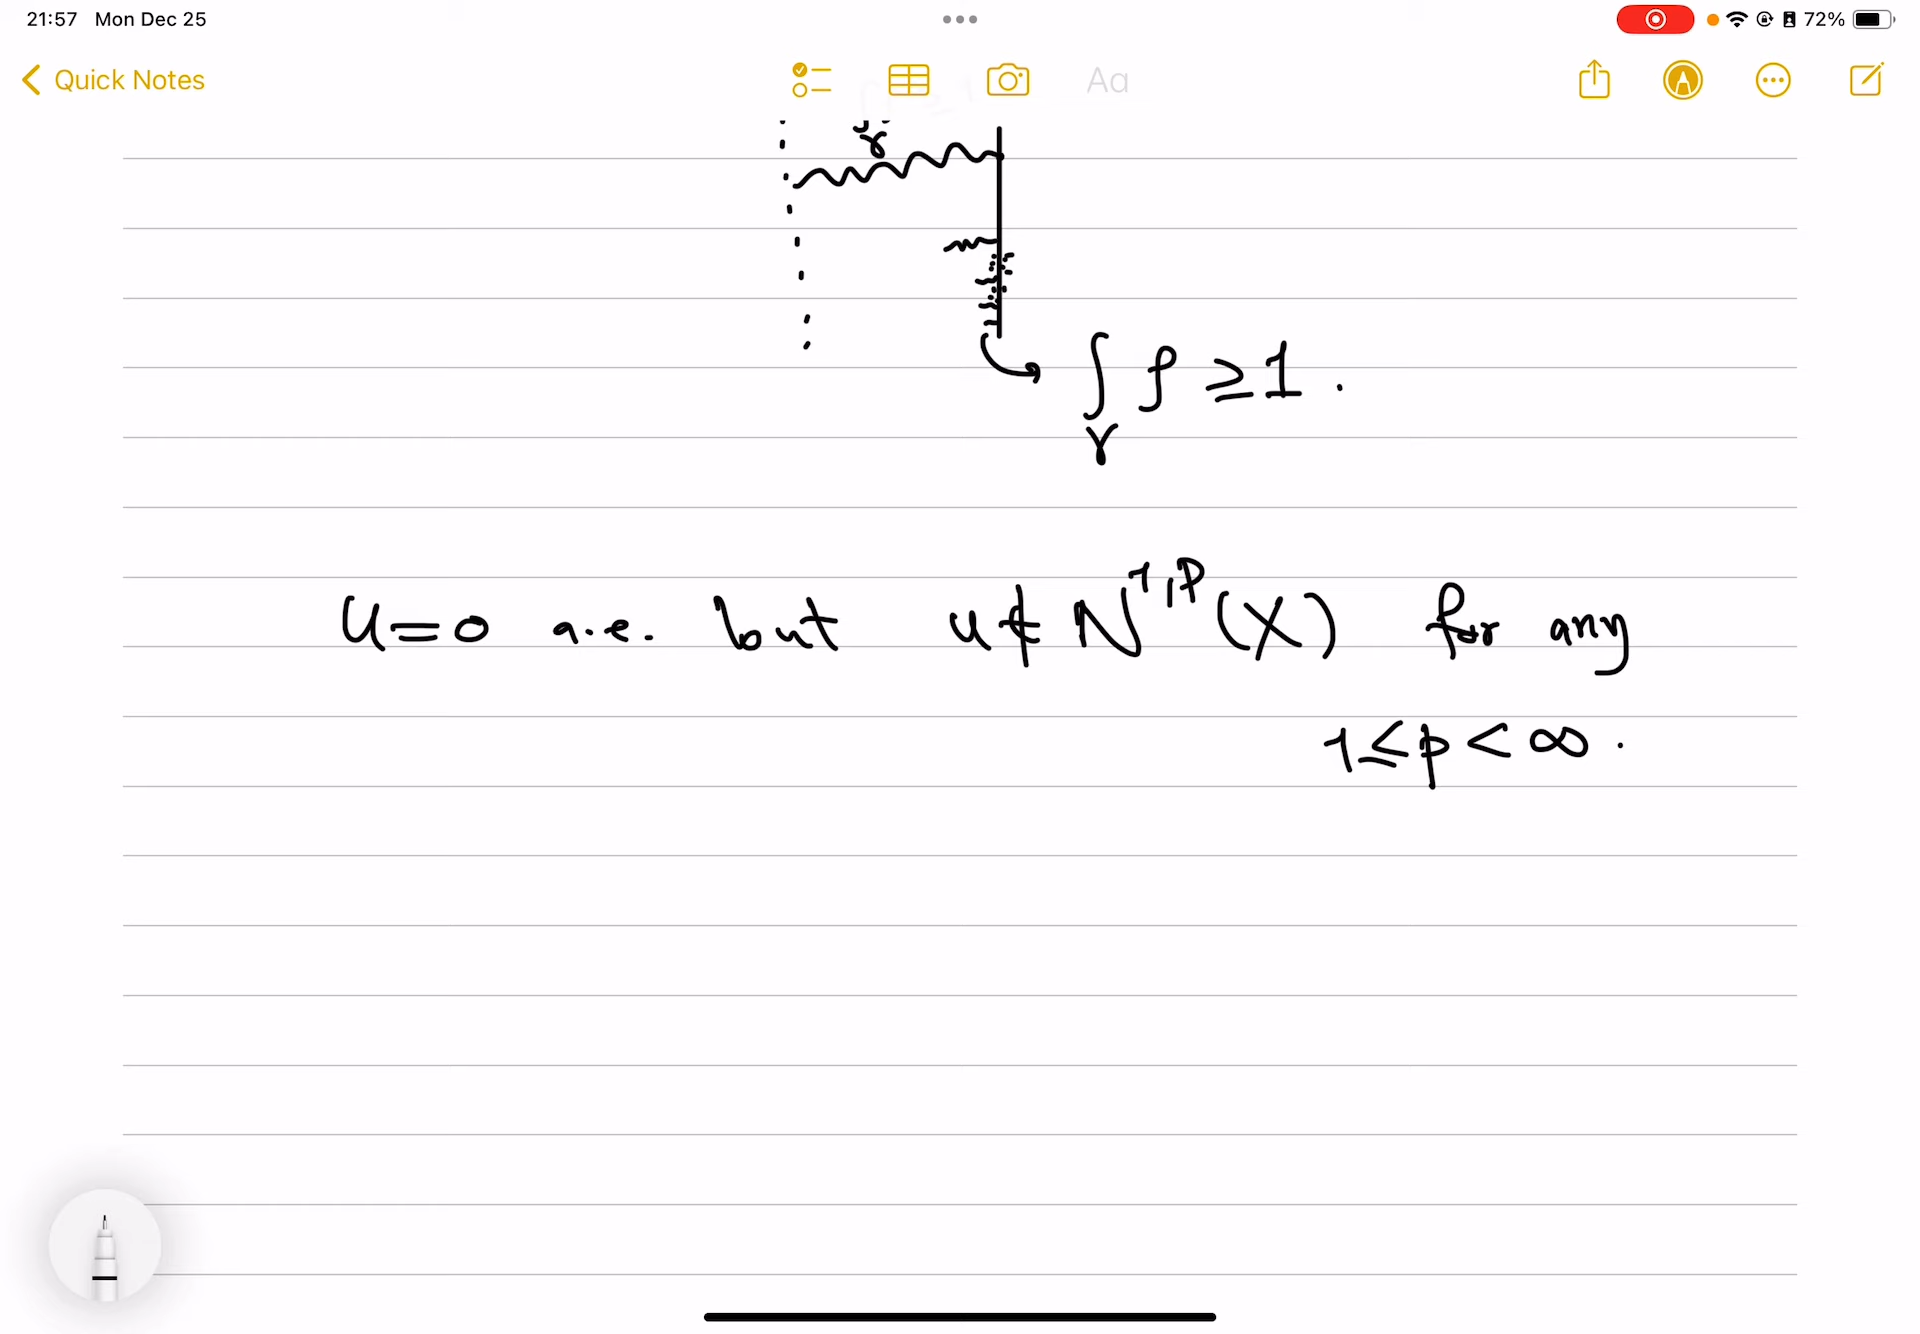 21:57 Mon Dec 25
72%
Quick Notes
Aa
γ
∫ ρ ≥ 1 .
γ
u=0 a.e. but u∉ N^{1,p}(X) for any
1≤p<∞.